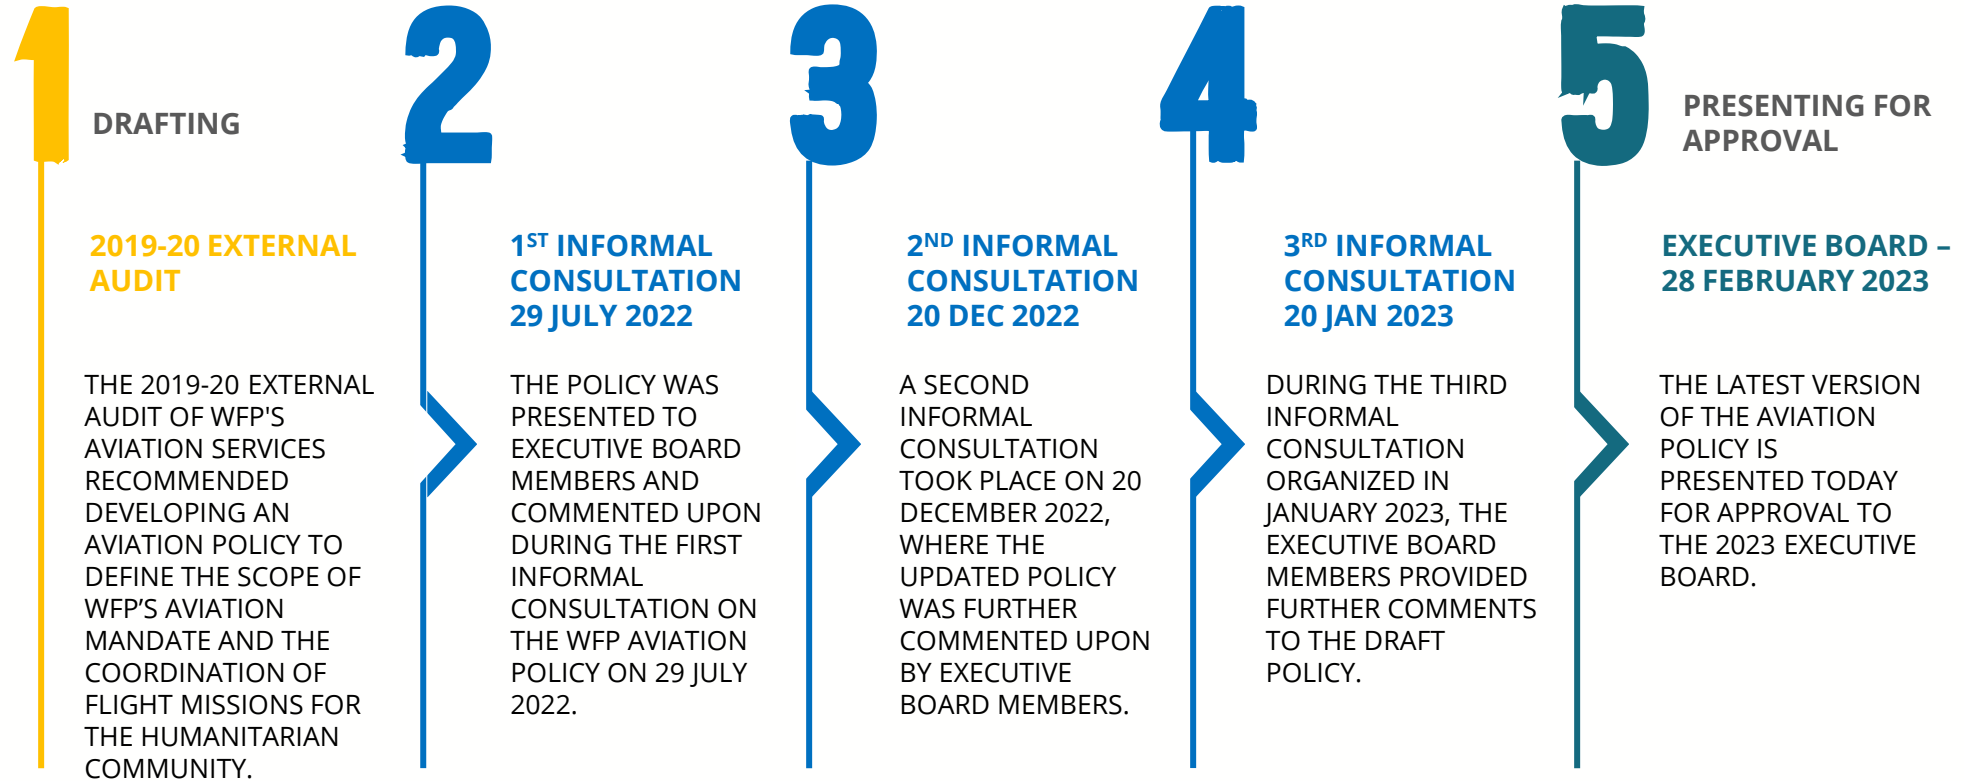 1
DRAFTING
2019-20 EXTERNAL
AUDIT
THE 2019-20 EXTERNAL
AUDIT OF WFP'S
AVIATION SERVICES
RECOMMENDED
DEVELOPING AN
AVIATION POLICY TO
DEFINE THE SCOPE OF
WFP’S AVIATION
MANDATE AND THE
COORDINATION OF
FLIGHT MISSIONS FOR
THE HUMANITARIAN
COMMUNITY.
2
1ST INFORMAL
CONSULTATION
29 JULY 2022
THE POLICY WAS
PRESENTED TO
EXECUTIVE BOARD
MEMBERS AND
COMMENTED UPON
DURING THE FIRST
INFORMAL
CONSULTATION ON
THE WFP AVIATION
POLICY ON 29 JULY
2022.
3
2ND INFORMAL
CONSULTATION
20 DEC 2022
A SECOND
INFORMAL
CONSULTATION
TOOK PLACE ON 20
DECEMBER 2022,
WHERE THE
UPDATED POLICY
WAS FURTHER
COMMENTED UPON
BY EXECUTIVE
BOARD MEMBERS.
4
3RD INFORMAL
CONSULTATION
20 JAN 2023
DURING THE THIRD
INFORMAL
CONSULTATION
ORGANIZED IN
JANUARY 2023, THE
EXECUTIVE BOARD
MEMBERS PROVIDED
FURTHER COMMENTS
TO THE DRAFT
POLICY.
5
PRESENTING FOR
APPROVAL
EXECUTIVE BOARD –
28 FEBRUARY 2023
THE LATEST VERSION
OF THE AVIATION
POLICY IS
PRESENTED TODAY
FOR APPROVAL TO
THE 2023 EXECUTIVE
BOARD.